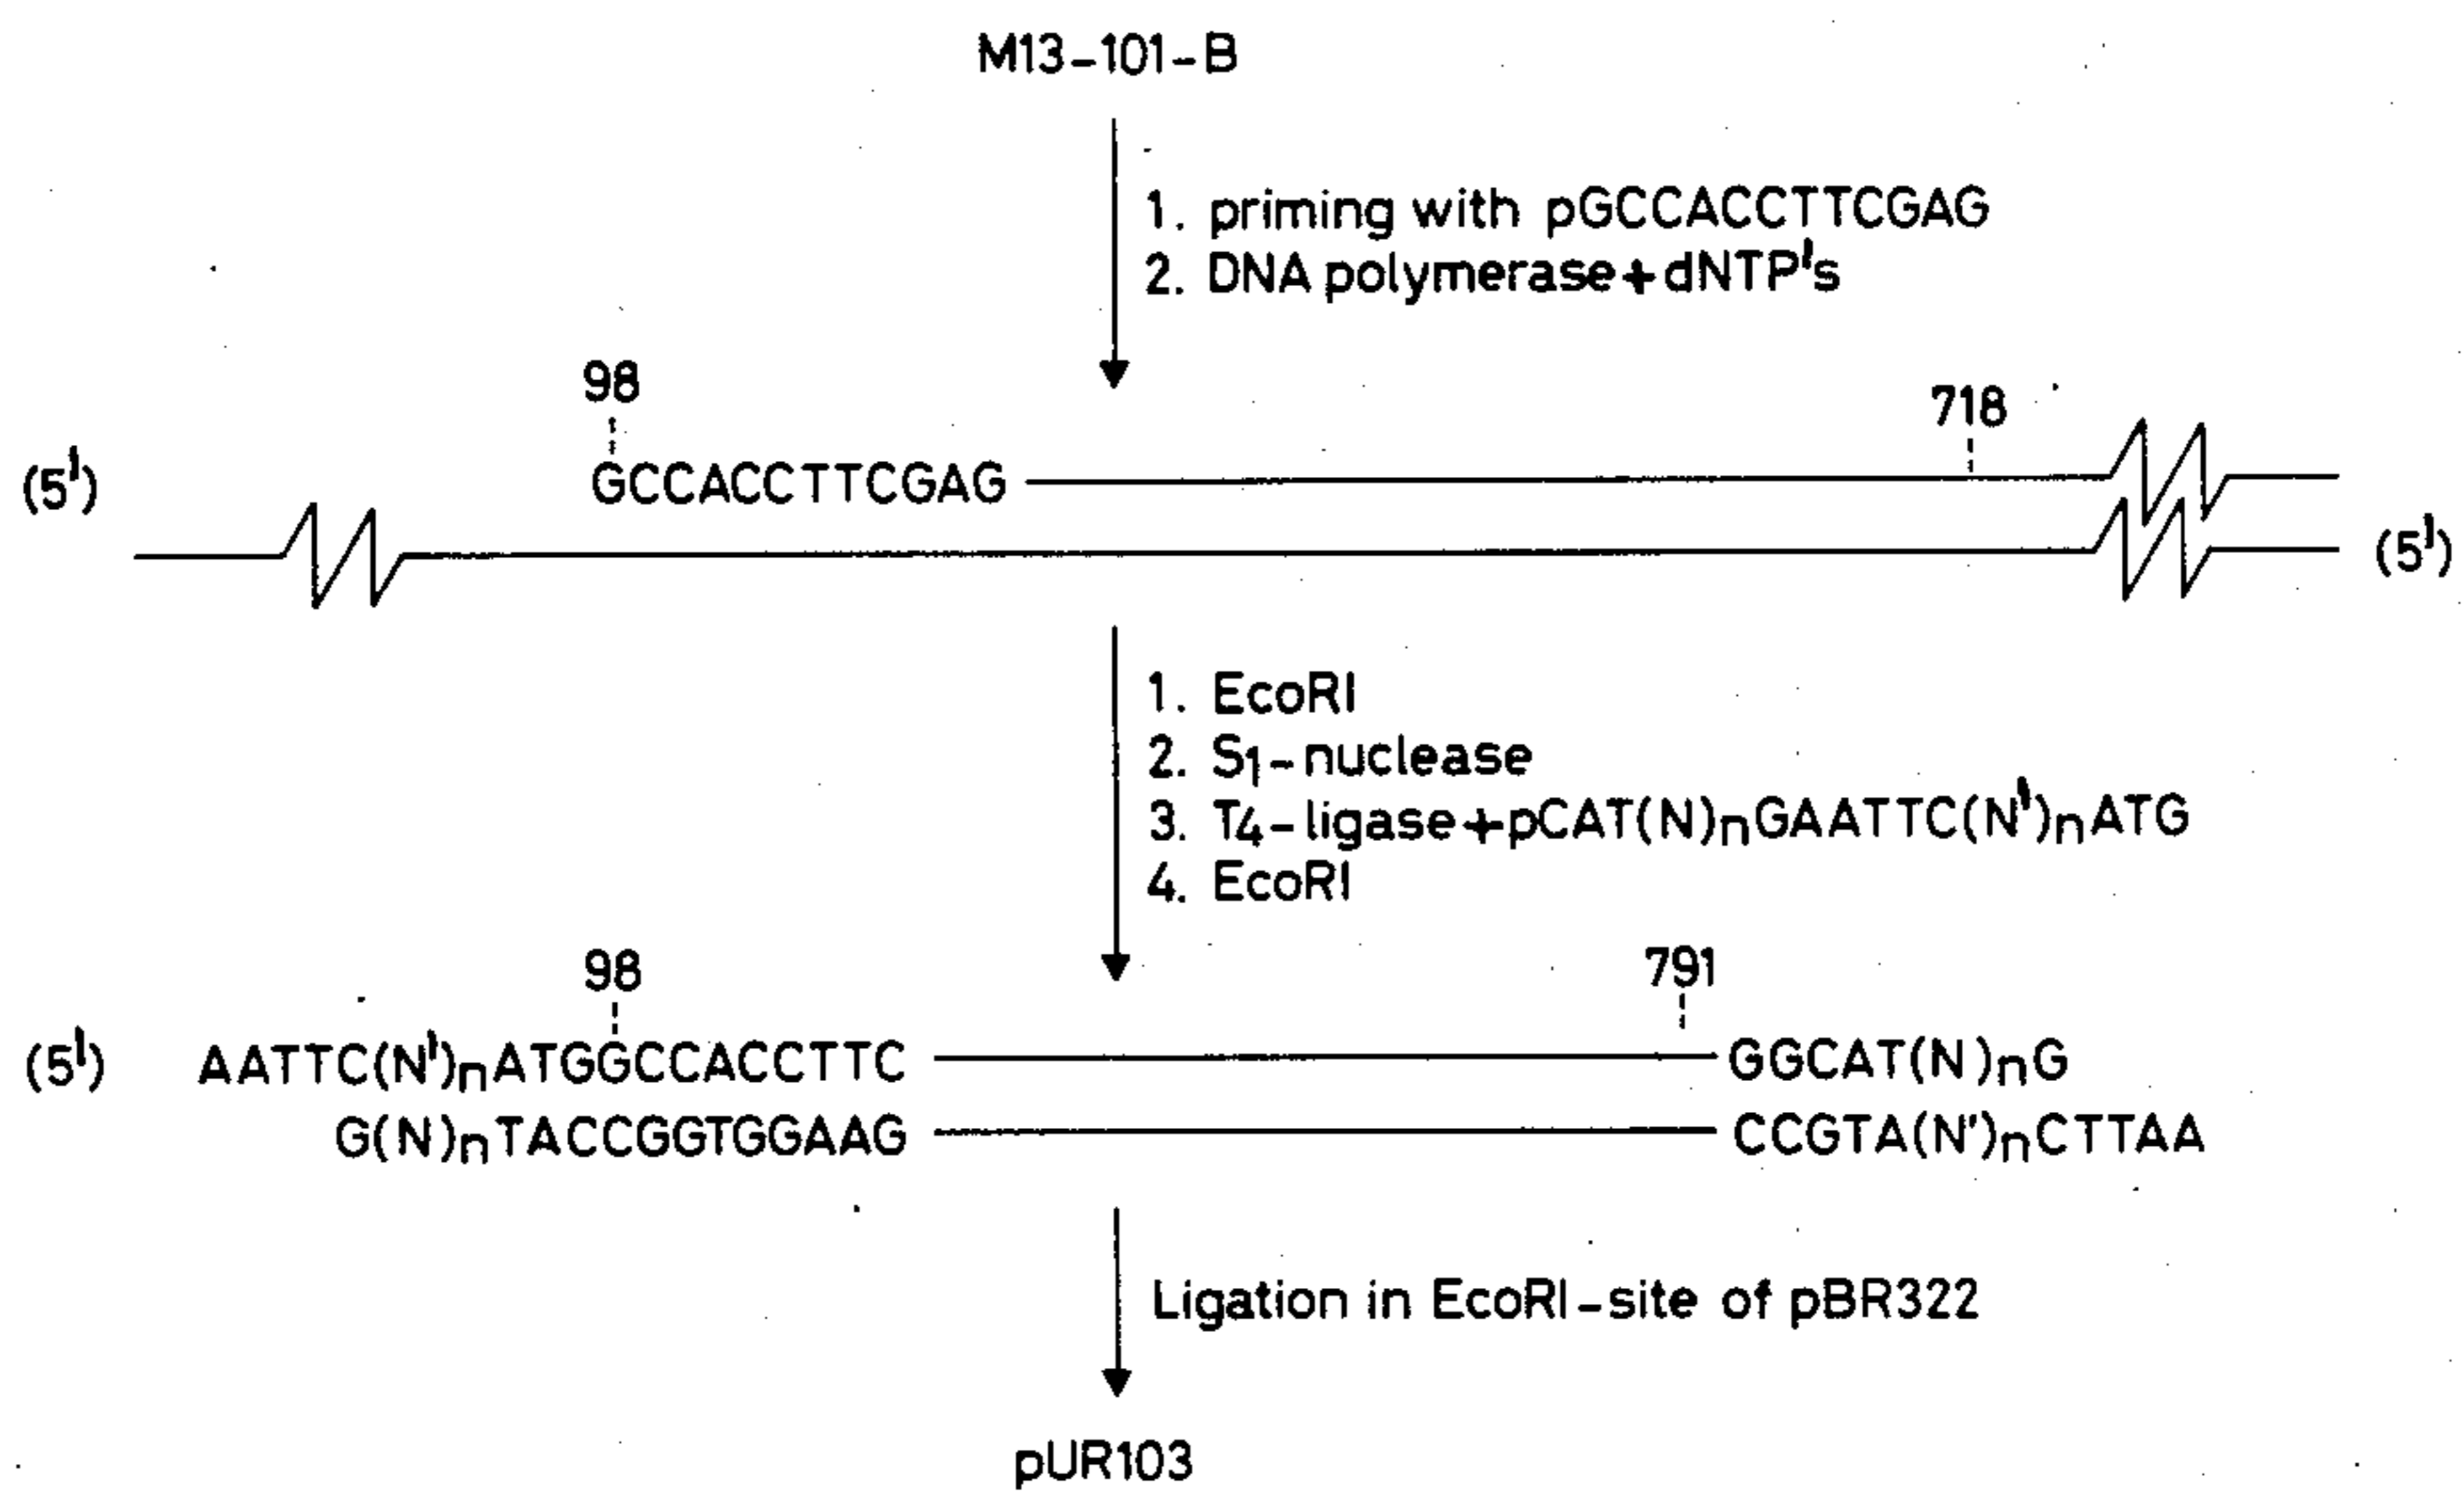 M13-101-B
1. priming with pGCCACCTTCGAG
2. DNA polymerase+dNTP's
98
718
(5') GCCACCTTCGAG
(5')
1. EcoRI
2. S1-nuclease
3. T4-ligase+pCAT(N)nGAATTC(N')nATG
4. EcoRI
98
791
(5') AATTC(N')nATGGCCACCTTC GGCAT(N)nG
G(N)nTACCGGTGGAAG CCGTA(N')nCTTAA
Ligation in EcoRI-site of pBR322
pUR103